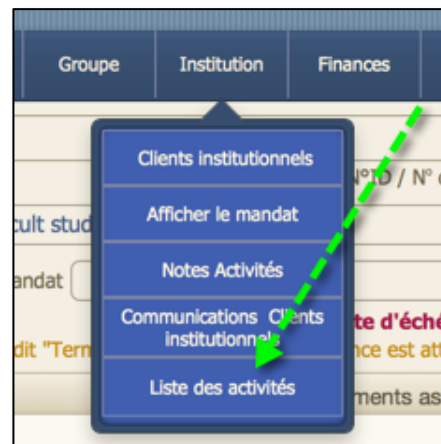 Groupe Institution Finances
Clients institutionnels
N°ID / N°
Afficher le mandat
cult stud
Notes Activités
andat
Communications Clients
institutionnels
te d'éché
dit "Term
nce est att
Liste des activités
ments as